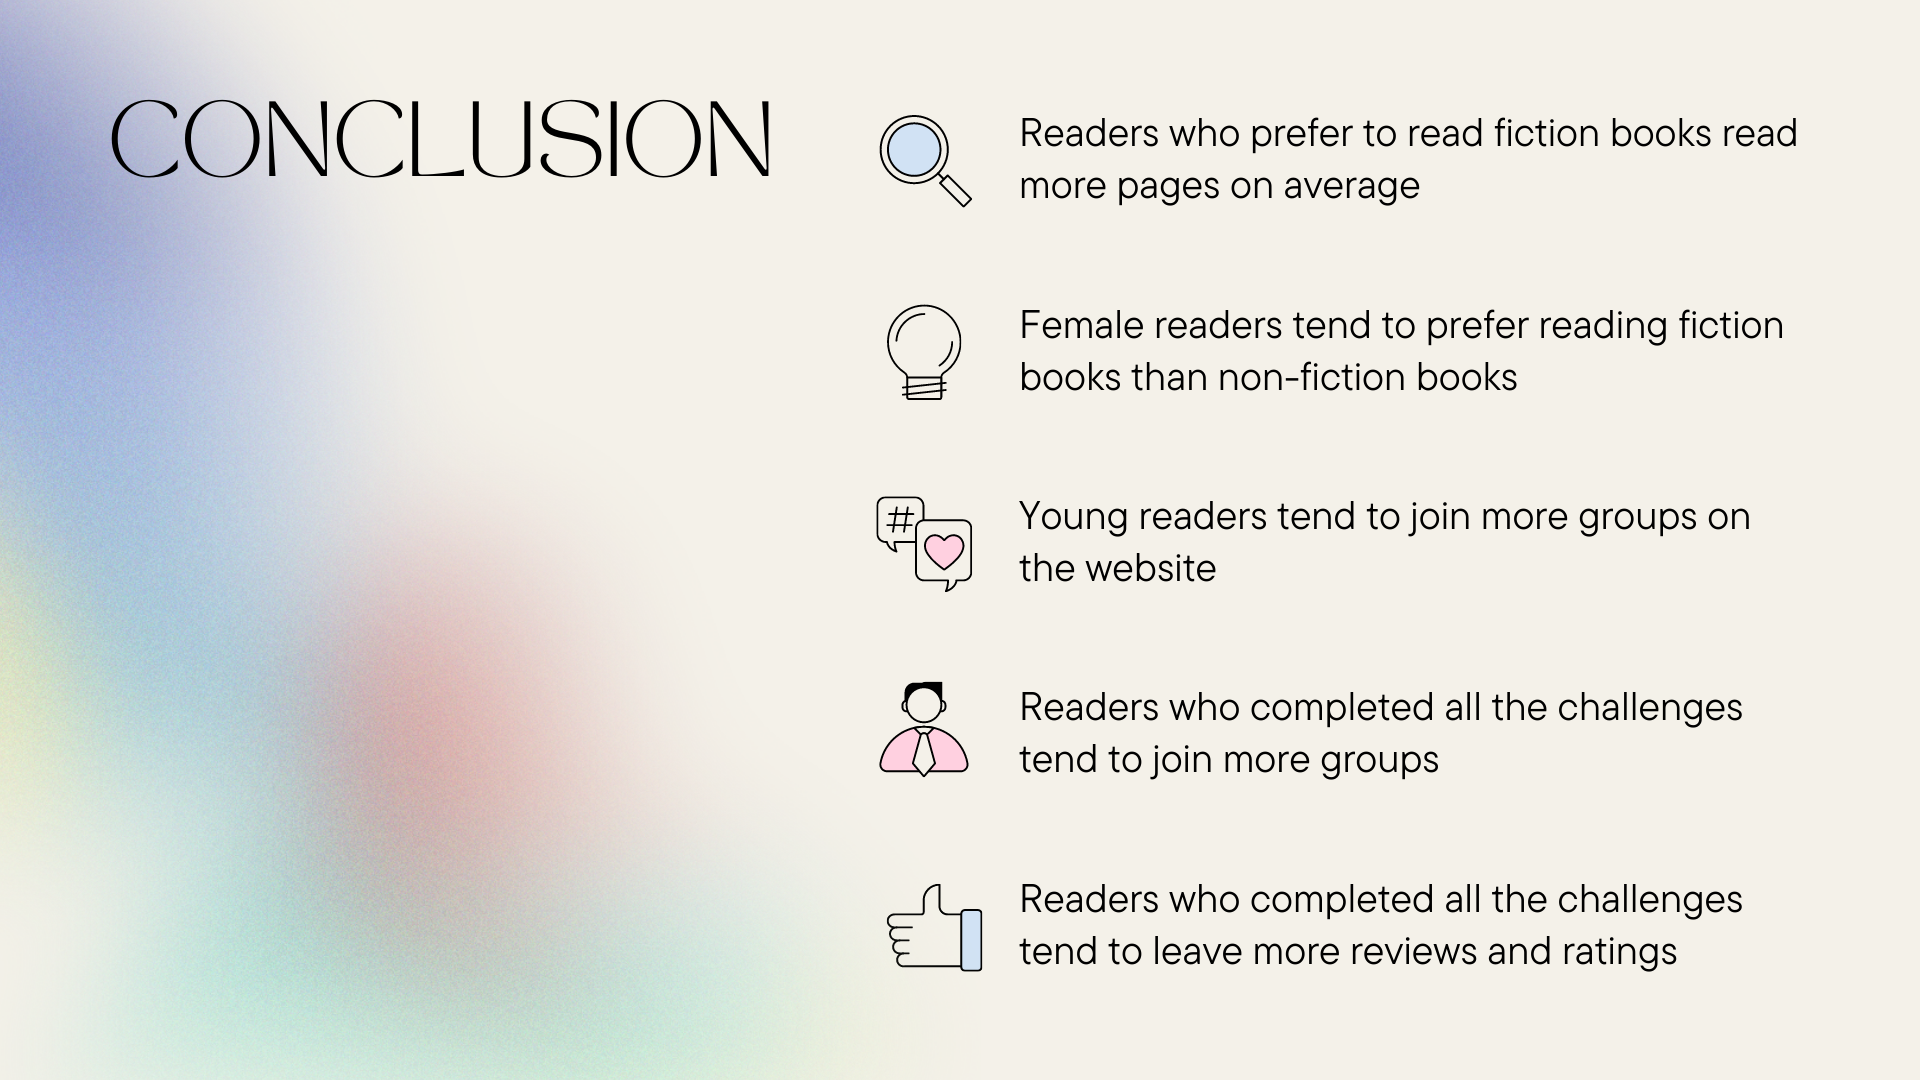 CONCLUSION
Readers who prefer to read fiction books read
more pages on average
Female readers tend to prefer reading fiction
books than non-fiction books
#
Young readers tend to join more groups on
the website
Readers who completed all the challenges
tend to join more groups
Readers who completed all the challenges
tend to leave more reviews and ratings